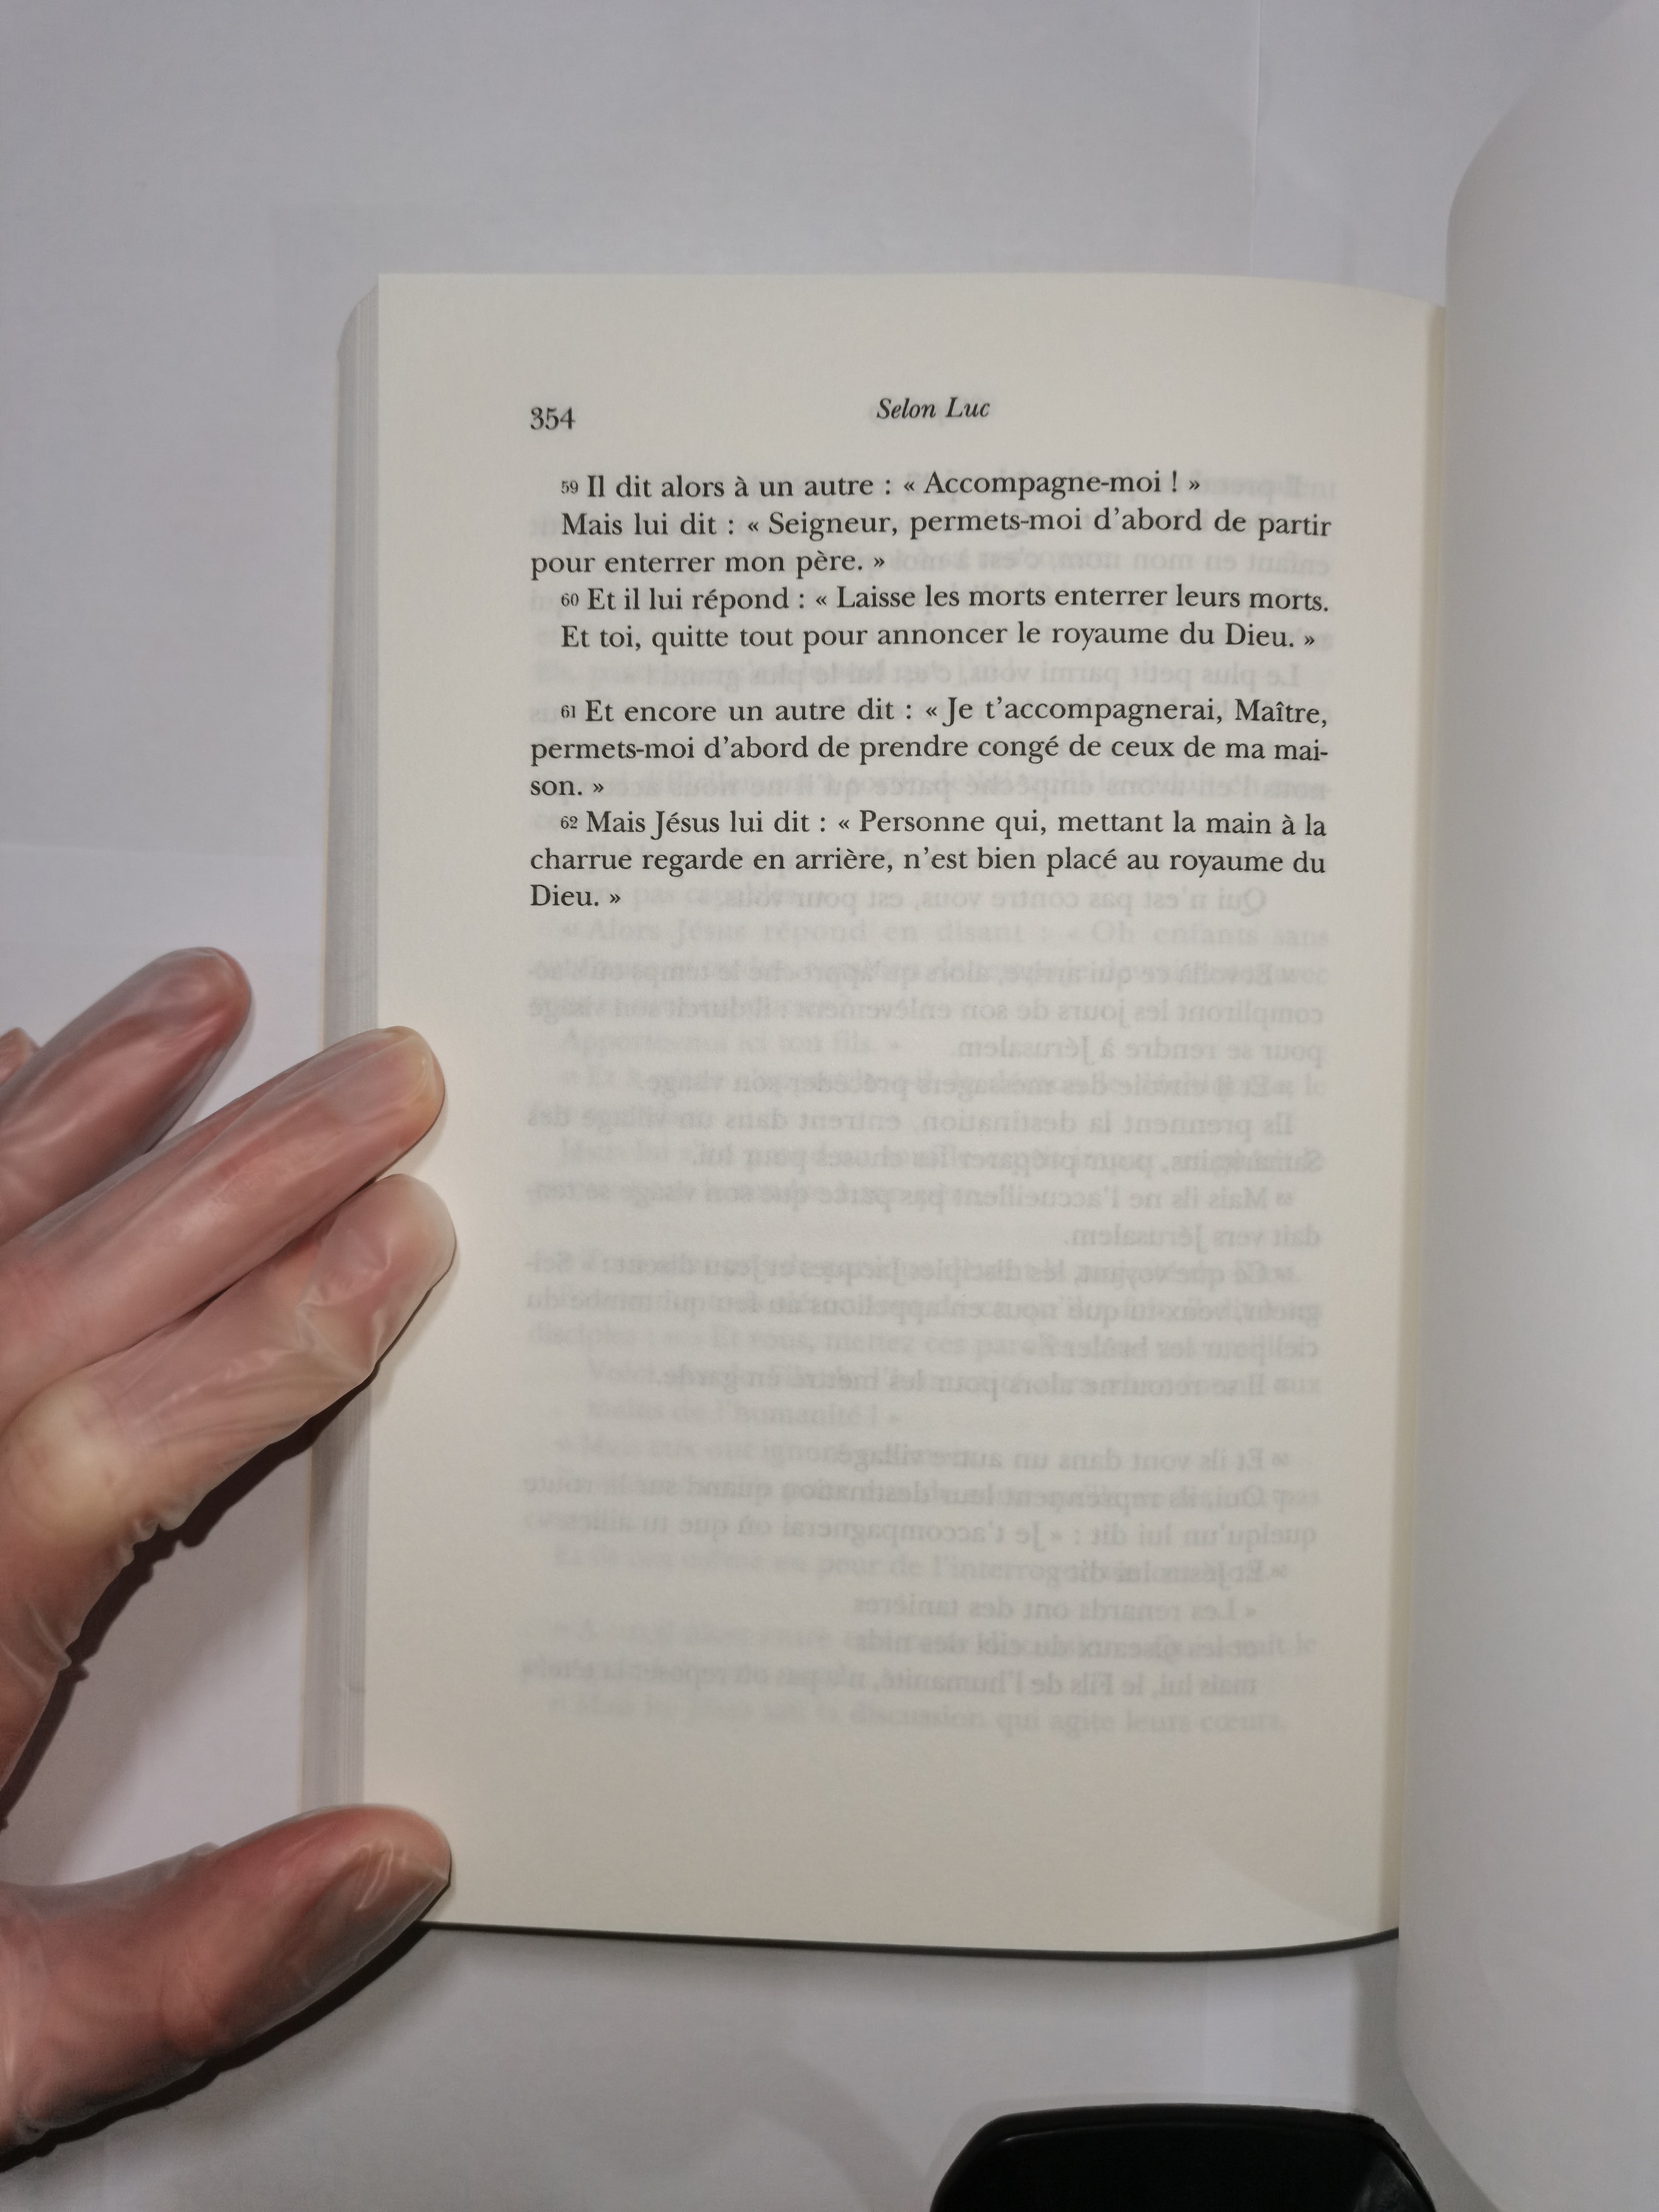 354
Selon Luc
59 Il dit alors à un autre : « Accompagne-moi ! »
Mais lui dit : « Seigneur, permets-moi d'abord de partir
pour enterrer mon père. »
60 Et il lui répond : « Laisse les morts enterrer leurs morts.
Et toi, quitte tout pour annoncer le royaume du Dieu. »
61 Et encore un autre dit : « Je t'accompagnerai, Maître,
permets-moi d'abord de prendre congé de ceux de ma mai-
son. »
62 Mais Jésus lui dit : « Personne qui, mettant la main à la
charrue regarde en arrière, n'est bien placé au royaume du
Dieu. »